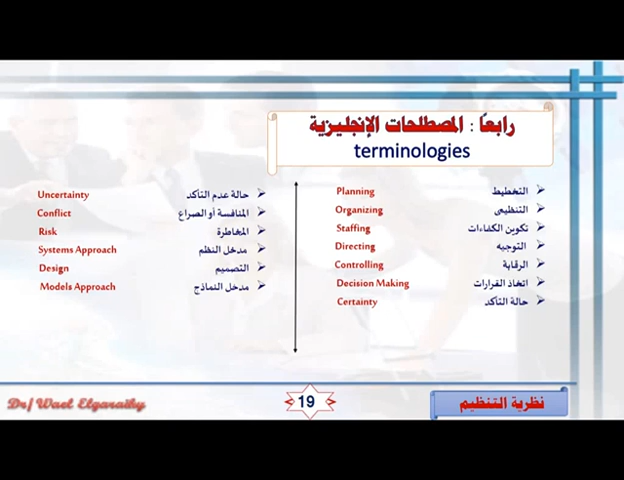 رابعاً : المصطلحات الإنجليزية
terminologies
التخطيط Planning
التنظيمى Organizing
تكوين الكفاءات Staffing
التوجيه Directing
الرقابة Controlling
اتخاذ القرارات Decision Making
حالة التأكد Certainty
حالة عدم التأكد Uncertainty
المنافسة أو الصراع Conflict
المخاطرة Risk
مدخل النظم Systems Approach
التصميم Design
مدخل النماذج Models Approach
نظرية التنظيم
19
Dr/ Wael Elgaraihy